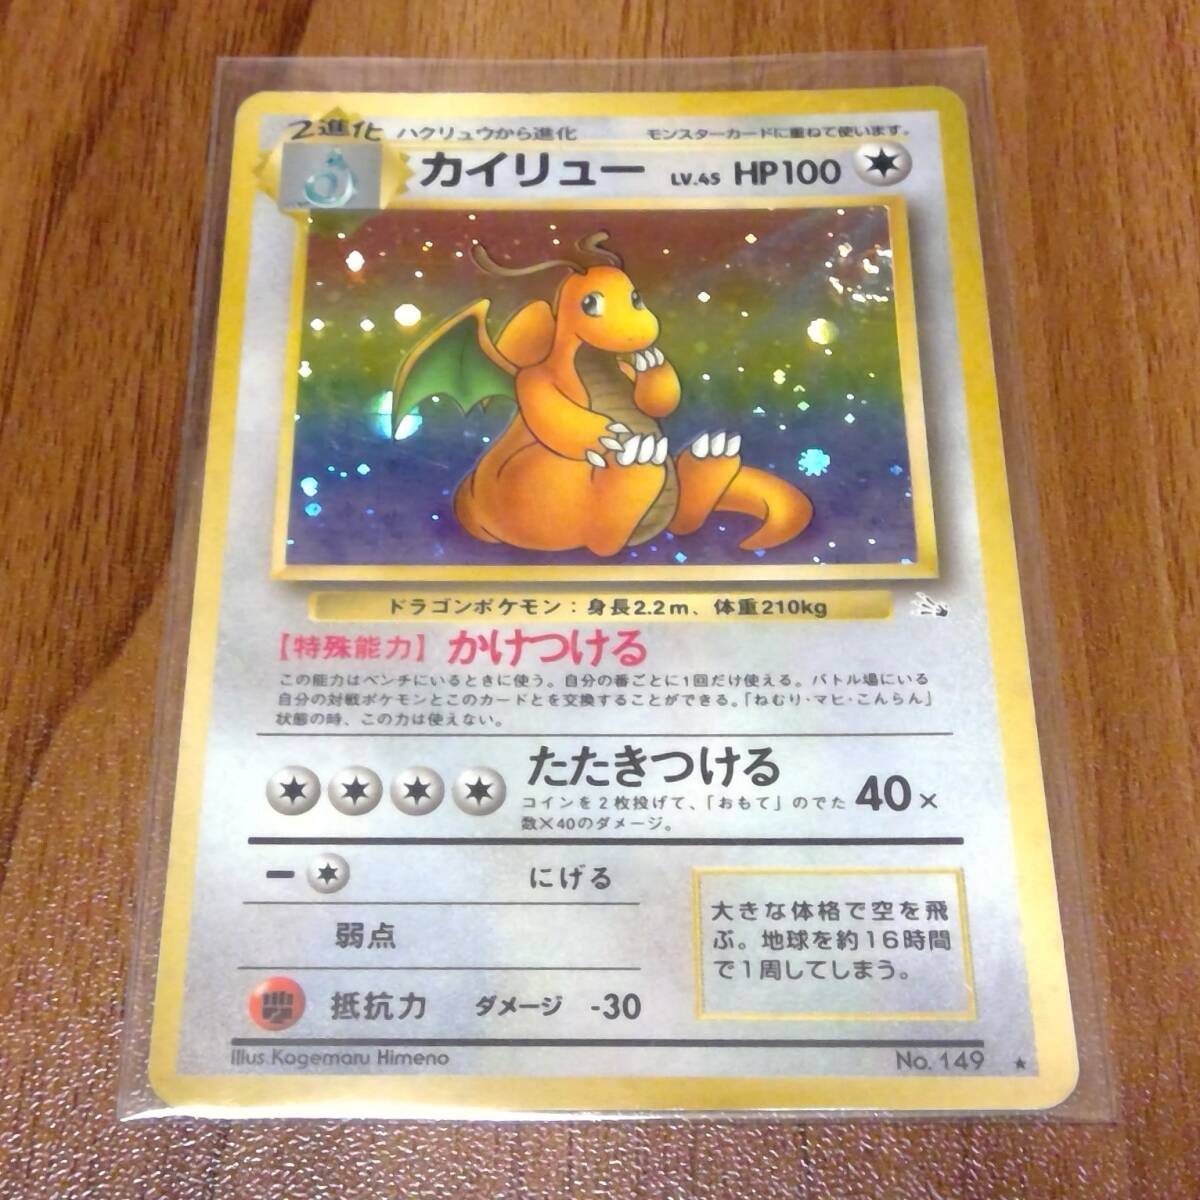 2進化 ハクリュウから進化 モンスターカードに重ねて使います。
カイリュー LV.45 HP100
ドラゴンポケモン：身長2.2m、体重210kg
【特殊能力】 かけつける
この能力はベンチにいるときに使う。自分の番ごとに1回だけ使える。バトル場にいる
自分の対戦ポケモンとこのカードとを交換することができる。「ねむり・マヒ・こんらん」
状態の時、この力は使えない。
たたきつける
コインを2枚投げて、「おもて」のでた
数×40のダメージ。
40×
− にげる
弱点
抵抗力 ダメージ -30
大きな体格で空を飛
ぶ。地球を約16時間
で1周してしまう。
Illus Kagemaru Himeno
No. 149 ★